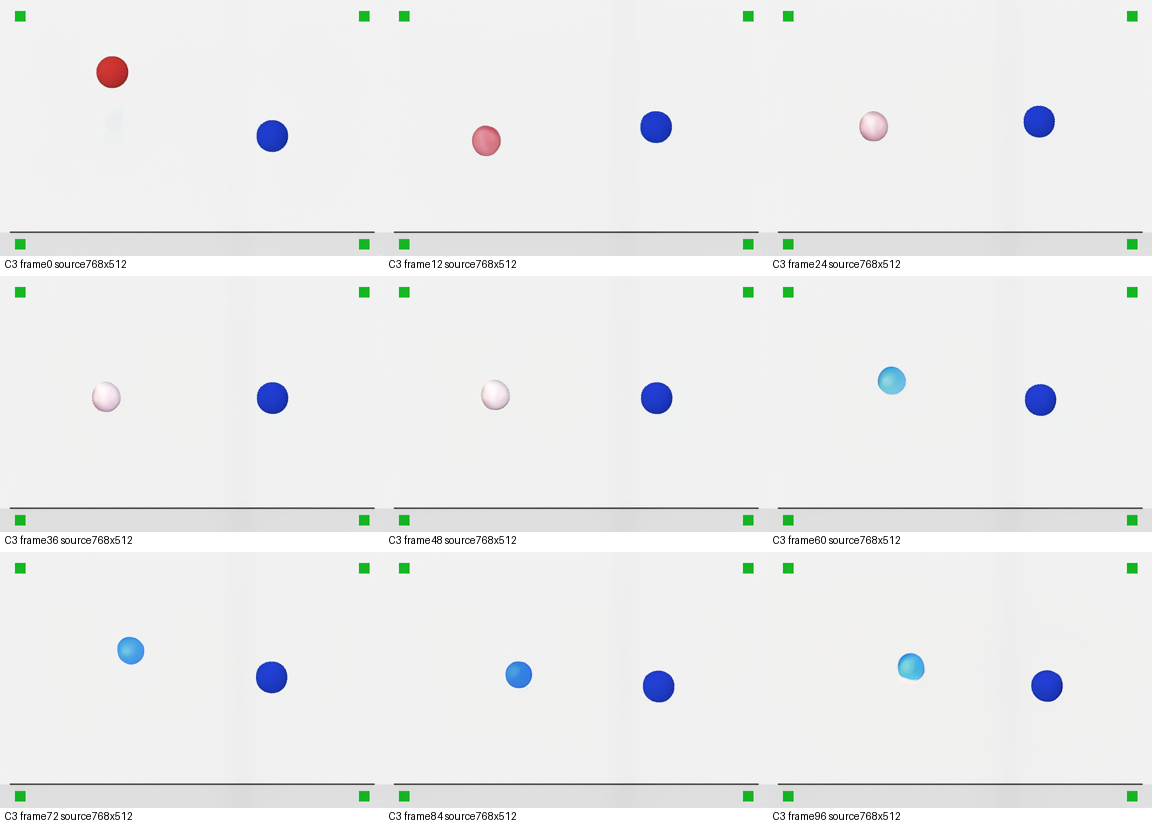 C3 frame0 source768x512
C3 frame12 source768x512
C3 frame24 source768x512
C3 frame36 source768x512
C3 frame48 source768x512
C3 frame60 source768x512
C3 frame72 source768x512
C3 frame84 source768x512
C3 frame96 source768x512